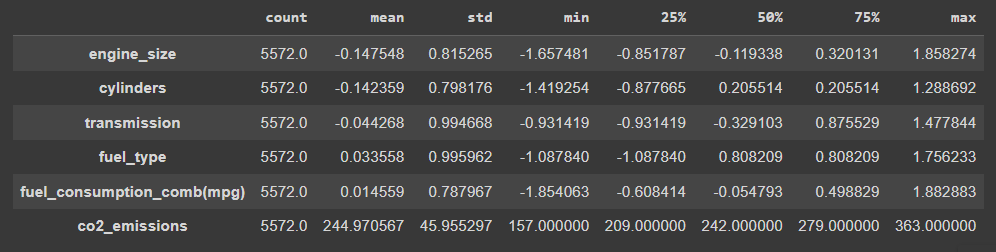 count mean std min 25% 50% 75% max
engine_size 5572.0 -0.147548 0.815265 -1.657481 -0.851787 -0.119338 0.320131 1.858274
cylinders 5572.0 -0.142359 0.798176 -1.419254 -0.877665 0.205514 0.205514 1.288692
transmission 5572.0 -0.044268 0.994668 -0.931419 -0.931419 -0.329103 0.875529 1.477844
fuel_type 5572.0 0.033558 0.995962 -1.087840 -1.087840 0.808209 0.808209 1.756233
fuel_consumption_comb(mpg) 5572.0 0.014559 0.787967 -1.854063 -0.608414 -0.054793 0.498829 1.882883
co2_emissions 5572.0 244.970567 45.955297 157.000000 209.000000 242.000000 279.000000 363.000000